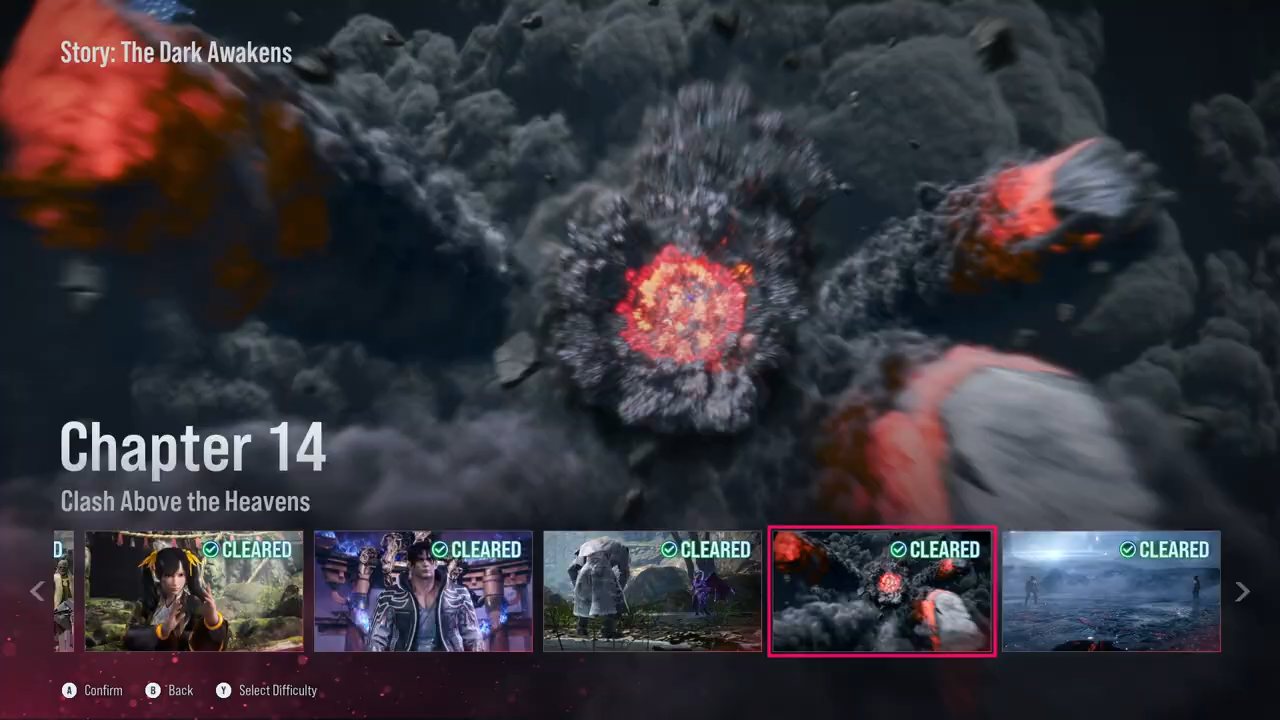 Story: The Dark Awakens
Chapter 14
Clash Above the Heavens
D
CLEARED
CLEARED
CLEARED
CLEARED
CLEARED
A Confirm B Back Y Select Difficulty